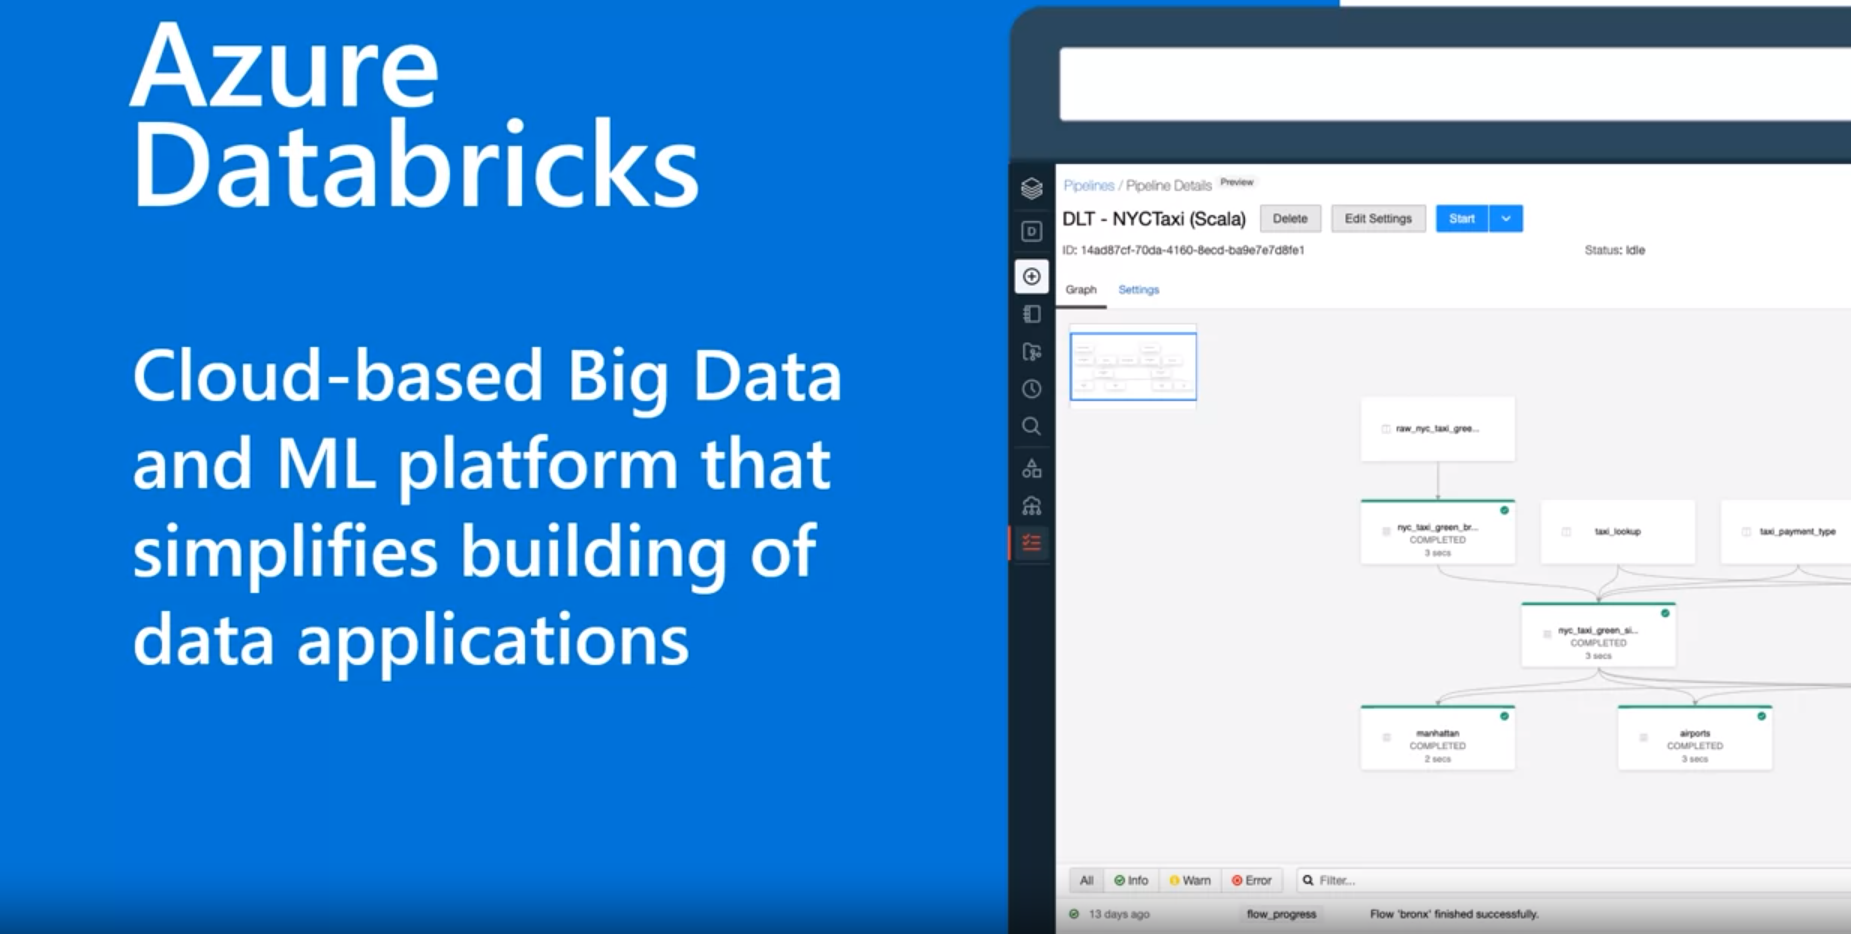 Azure
Databricks
Cloud-based Big Data
and ML platform that
simplifies building of
data applications
Pipelines / Pipeline Details Preview
DLT - NYCTaxi (Scala) Delete Edit Settings Start
ID: 14ad87cf-70da-4160-8ecd-ba9e7e7d8fe1 Status: Idle
Graph Settings
raw_nyc_taxi_gree...
nyc_taxi_green_br...
COMPLETED
3 secs
taxi_lookup
taxi_payment_type
nyc_taxi_green_si...
COMPLETED
3 secs
manhattan
COMPLETED
2 secs
airports
COMPLETED
3 secs
All Info Warn Error Filter...
13 days ago flow_progress Flow 'bronx' finished successfully.